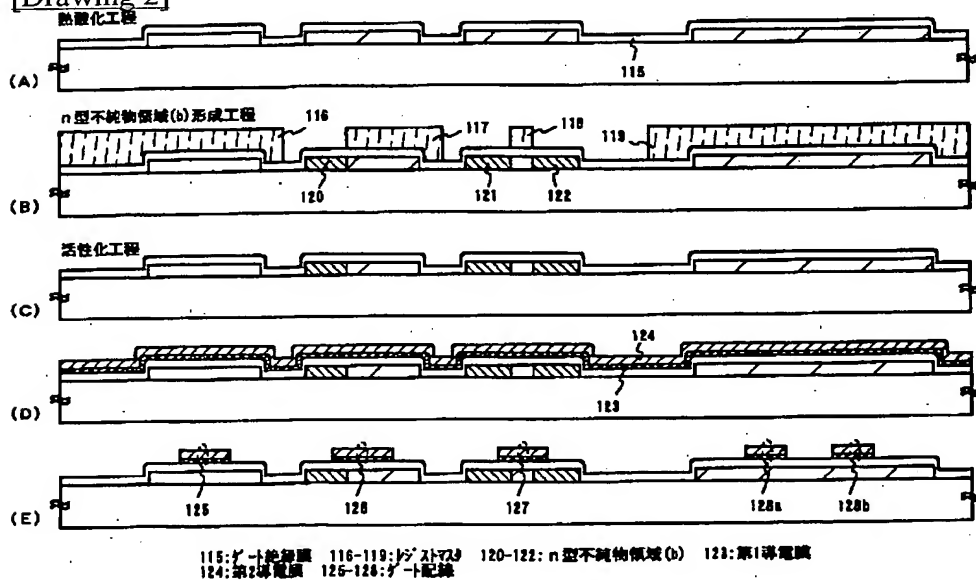 [Drawing 2]
熱酸化工程
(A)
115
n型不純物領域(b)形成工程
116
117
118
119
120
121
122
(B)
活性化工程
(C)
124
123
(D)
125
126
127
128a
128b
(E)
115:ゲート絶縁膜 116-119:レジストマスク 120-122:n型不純物領域(b) 123:第1導電膜
124:第2導電膜 125-128:ゲート配線